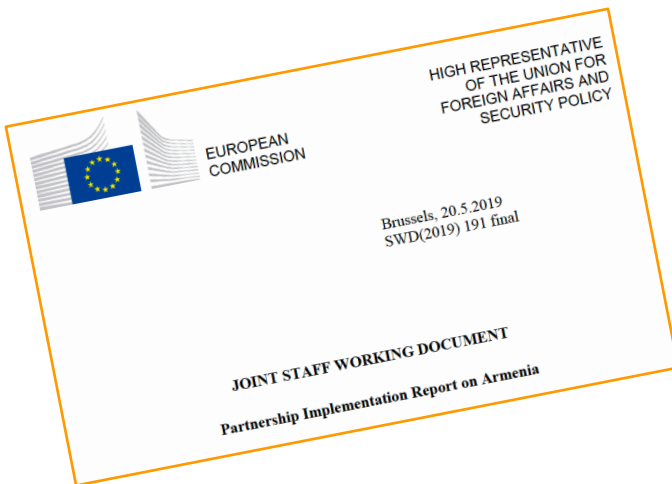 EUROPEAN
COMMISSION
HIGH REPRESENTATIVE
OF THE UNION FOR
FOREIGN AFFAIRS AND
SECURITY POLICY
Brussels, 20.5.2019
SWD(2019) 191 final
JOINT STAFF WORKING DOCUMENT
Partnership Implementation Report on Armenia